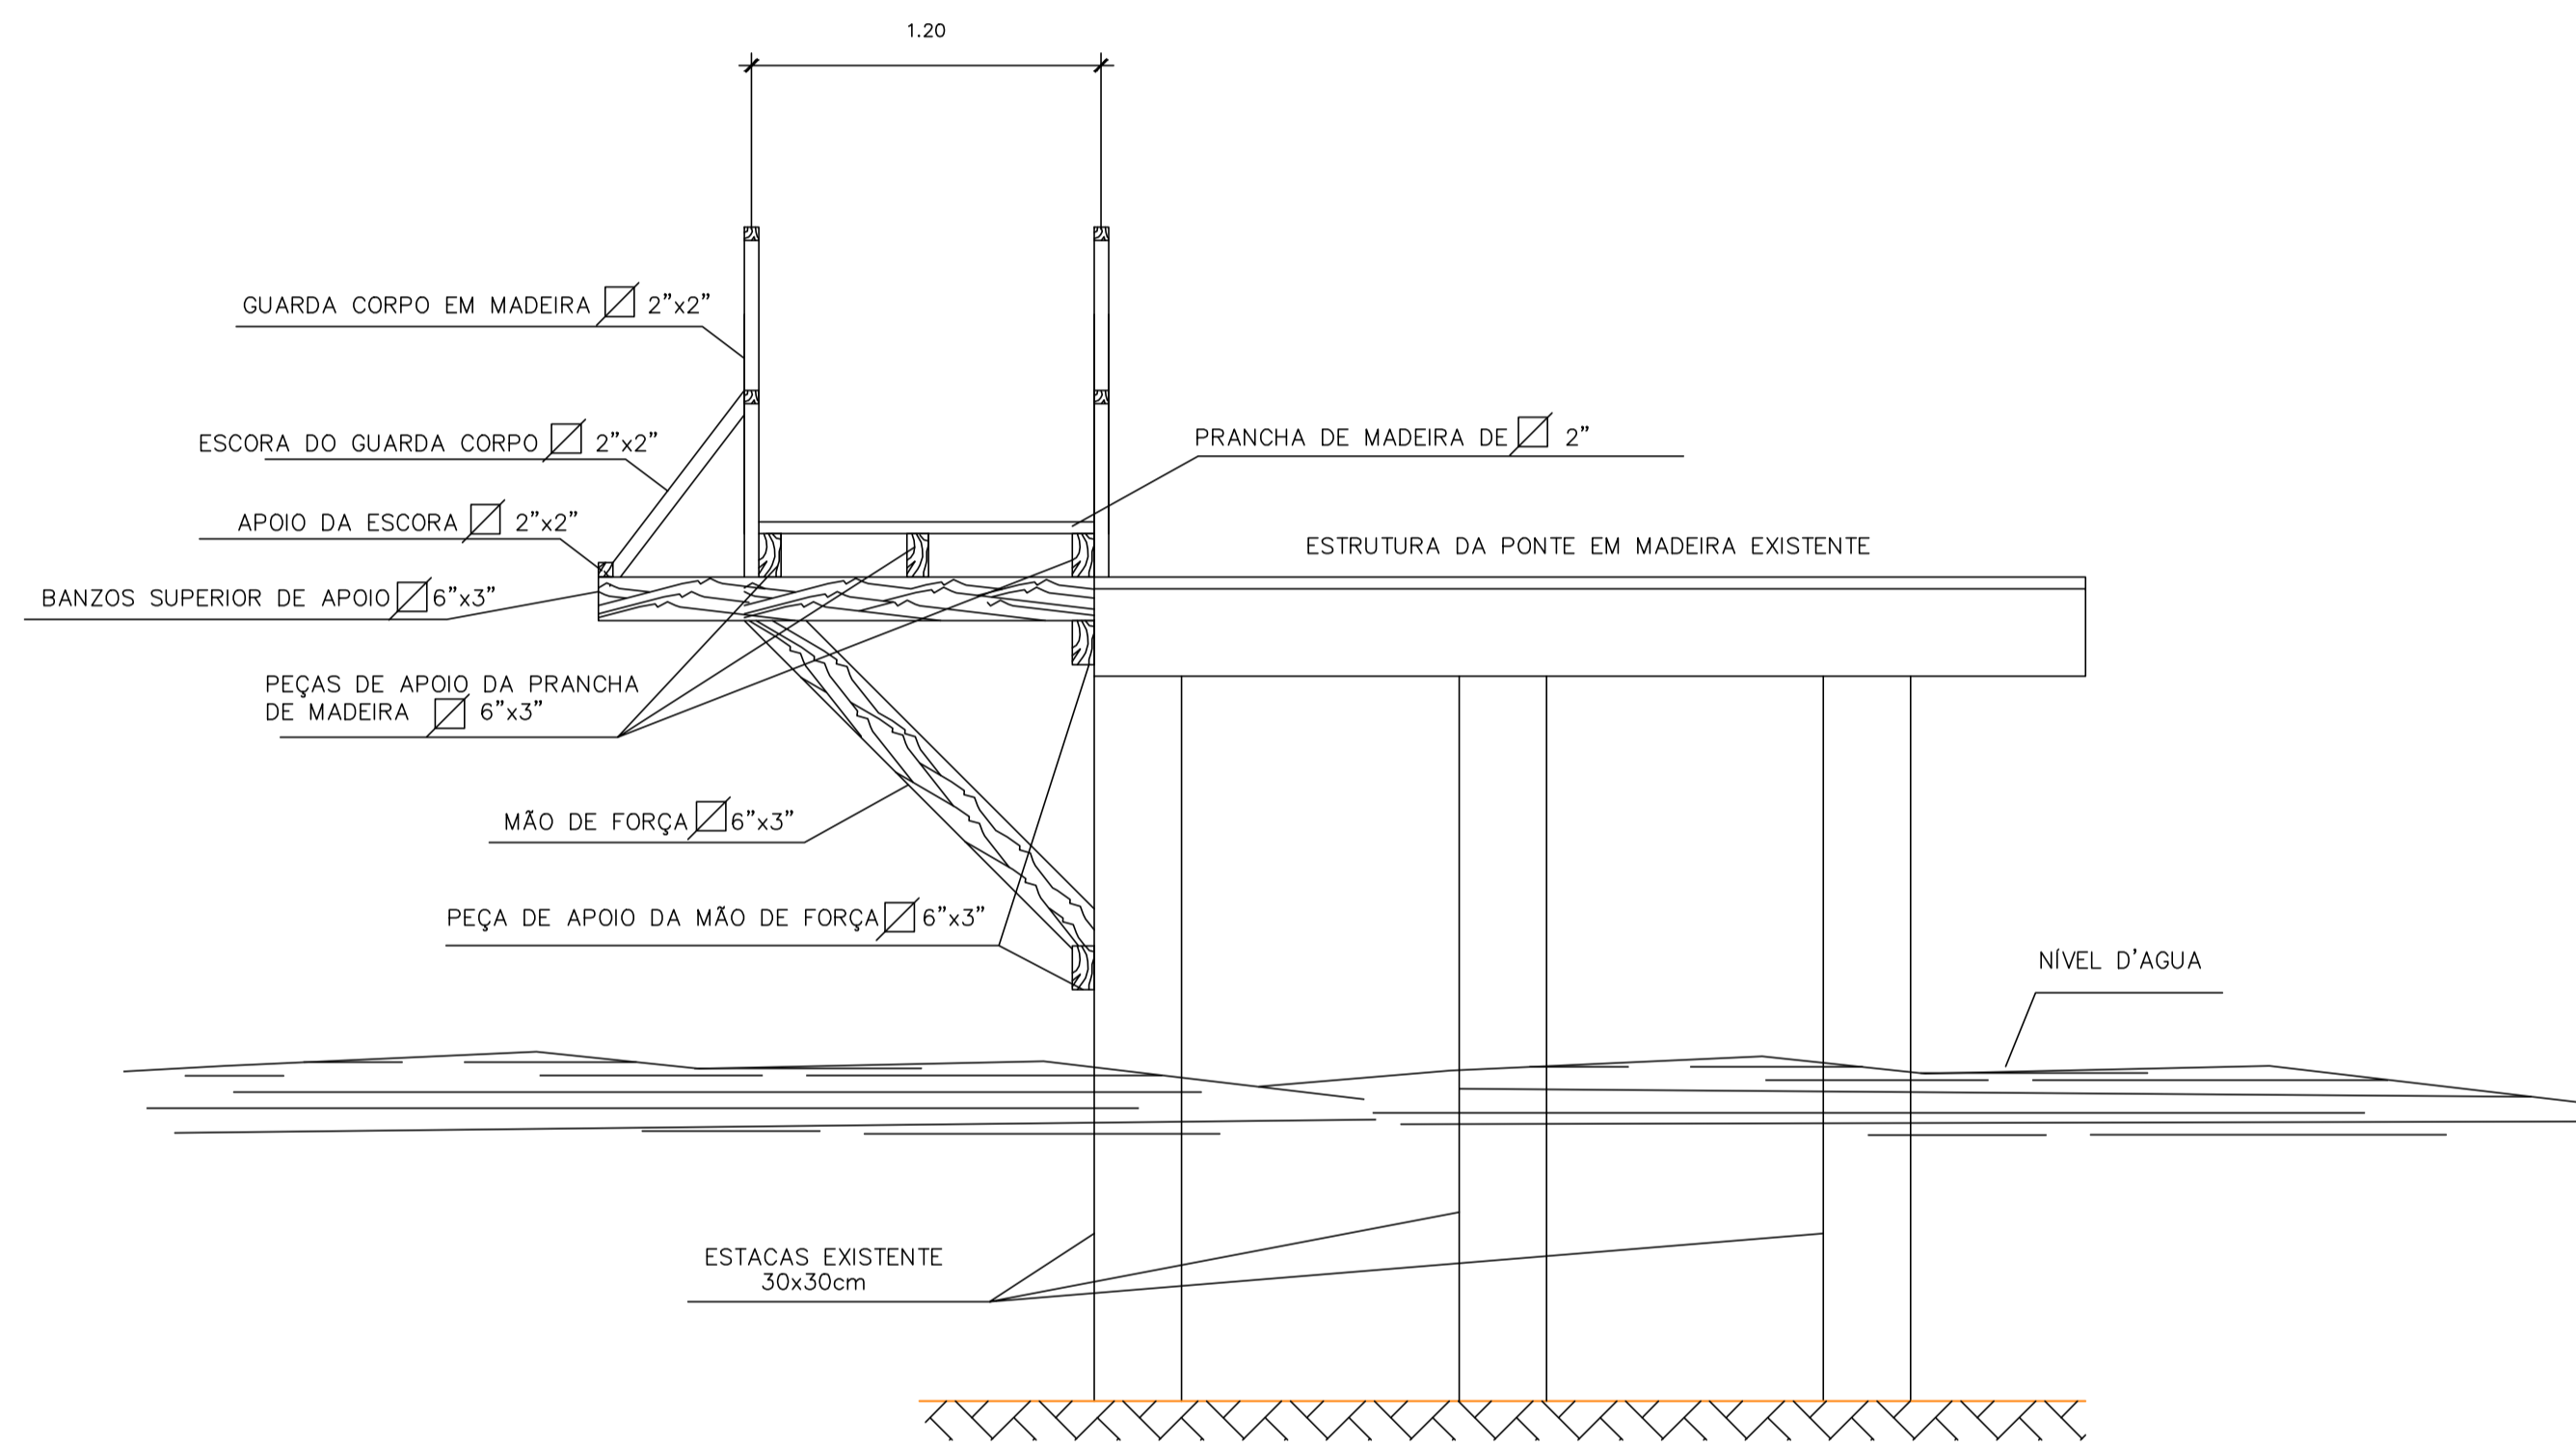 1.20
GUARDA CORPO EM MADEIRA 2"x2"
ESCORA DO GUARDA CORPO 2"x2"
PRANCHA DE MADEIRA DE 2"
APOIO DA ESCORA 2"x2"
ESTRUTURA DA PONTE EM MADEIRA EXISTENTE
BANZOS SUPERIOR DE APOIO 6"x3"
PEÇAS DE APOIO DA PRANCHA
DE MADEIRA 6"x3"
MÃO DE FORÇA 6"x3"
PEÇA DE APOIO DA MÃO DE FORÇA 6"x3"
NÍVEL D'AGUA
ESTACAS EXISTENTE
30x30cm